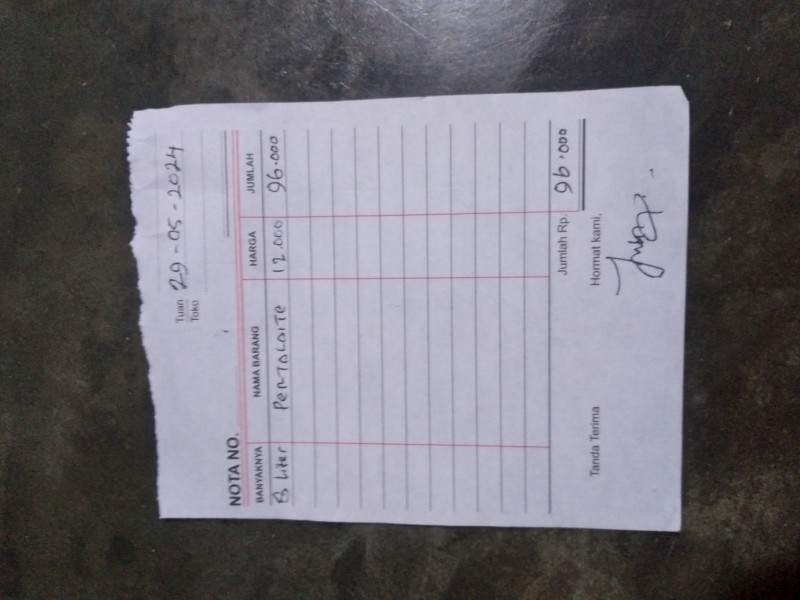 29-05-2024
Tuan
Toko
NOTA NO.
BANYAKNYA NAMA BARANG HARGA JUMLAH
8 Liter PENTALAITE 12.000 96.000
Jumlah Rp. 96.000
Tanda Terima Hormat kami,